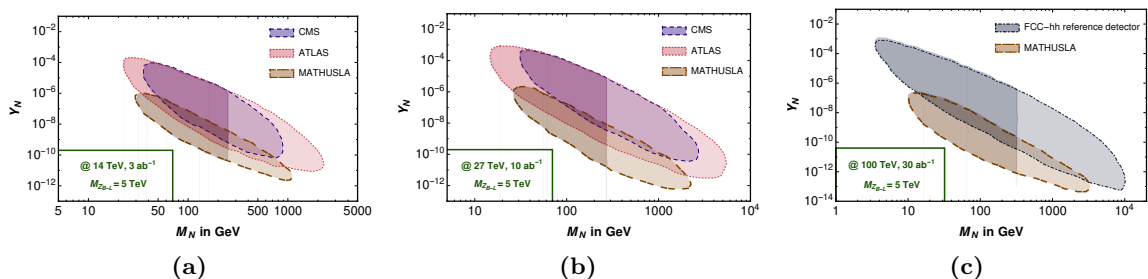 10⁻²
10⁻⁴
10⁻⁶
10⁻⁸
10⁻¹⁰
10⁻¹²
Y_N
CMS
ATLAS
MATHUSLA
@ 14 TeV, 3 ab⁻¹
M_{Z_{B-L}} = 5 TeV
5 10 50 100 500 1000 5000
M_N in GeV
(a)
10⁻²
10⁻⁴
10⁻⁶
10⁻⁸
10⁻¹⁰
10⁻¹²
Y_N
CMS
ATLAS
MATHUSLA
@ 27 TeV, 10 ab⁻¹
M_{Z_{B-L}} = 5 TeV
10 100 1000 10⁴
M_N in GeV
(b)
10⁻²
10⁻⁴
10⁻⁶
10⁻⁸
10⁻¹⁰
10⁻¹²
10⁻¹⁴
Y_N
FCC-hh reference detector
MATHUSLA
@ 100 TeV, 30 ab⁻¹
M_{Z_{B-L}} = 5 TeV
1 10 100 1000 10⁴
M_N in GeV
(c)